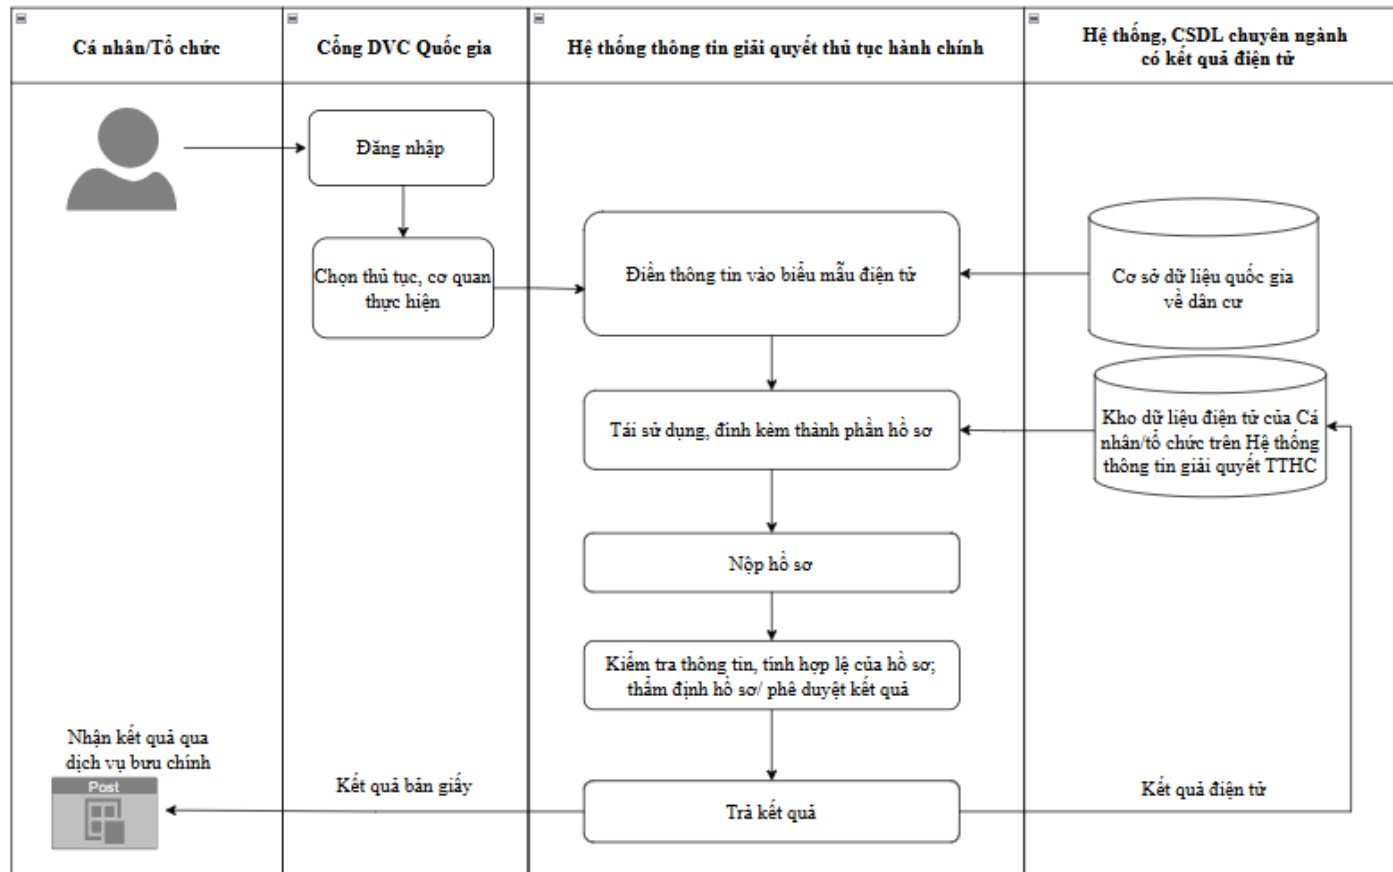 Cá nhân/Tổ chức
Cổng DVC Quốc gia
Hệ thống thông tin giải quyết thủ tục hành chính
Hệ thống, CSDL chuyên ngành
có kết quả điện tử
Đăng nhập
Chọn thủ tục, cơ quan
thực hiện
Điền thông tin vào biểu mẫu điện tử
Cơ sở dữ liệu quốc gia
về dân cư
Tái sử dụng, đính kèm thành phần hồ sơ
Kho dữ liệu điện tử của Cá
nhân/tổ chức trên Hệ thống
thông tin giải quyết TTHC
Nộp hồ sơ
Kiểm tra thông tin, tính hợp lệ của hồ sơ;
thẩm định hồ sơ/ phê duyệt kết quả
Nhận kết quả qua
dịch vụ bưu chính
Post
Kết quả bản giấy
Trả kết quả
Kết quả điện tử